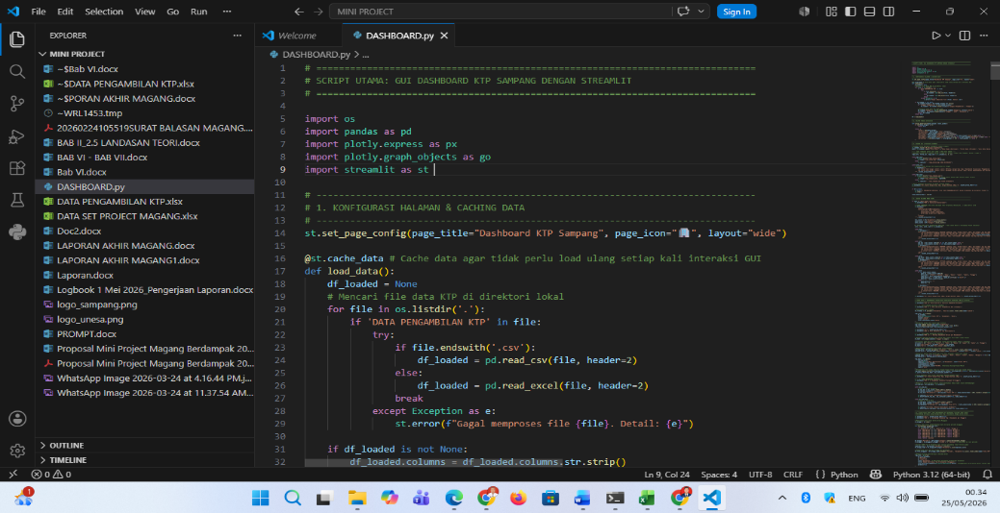 File Edit Selection View Go Run ··· MINI PROJECT Sign In
EXPLORER ···
MINI PROJECT
~$Bab VI.docx
~$DATA PENGAMBILAN KTP.xlsx
~$PORAN AKHIR MAGANG.docx
~WRL1453.tmp
20260224105519SURAT BALASAN MAGANG....
BAB II_2.5 LANDASAN TEORI.docx
BAB VI - BAB VII.docx
Bab VI.docx
DASHBOARD.py
DATA PENGAMBILAN KTP.xlsx
DATA SET PROJECT MAGANG.xlsx
Doc2.docx
LAPORAN AKHIR MAGANG.docx
LAPORAN AKHIR MAGANG1.docx
Laporan.docx
Logbook 1 Mei 2026_Pengerjaan Laporan.docx
logo_sampang.png
logo_unesa.png
PROMPT.docx
Proposal Mini Project Magang Berdampak 20...
Proposal Mini Project Magang Berdampak 20...
WhatsApp Image 2026-03-24 at 4.16.44 PM.j...
WhatsApp Image 2026-03-24 at 11.37.54 AM...
OUTLINE
TIMELINE
Welcome DASHBOARD.py
DASHBOARD.py > ...
1 # =============================================================================
2 # SCRIPT UTAMA: GUI DASHBOARD KTP SAMPANG DENGAN STREAMLIT
3 # =============================================================================
4
5 import os
6 import pandas as pd
7 import plotly.express as px
8 import plotly.graph_objects as go
9 import streamlit as st
10
11 # -----------------------------------------------------------------------------
12 # 1. KONFIGURASI HALAMAN & CACHING DATA
13 # -----------------------------------------------------------------------------
14 st.set_page_config(page_title="Dashboard KTP Sampang", page_icon="", layout="wide")
15
16 @st.cache_data # Cache data agar tidak perlu load ulang setiap kali interaksi GUI
17 def load_data():
18 df_loaded = None
19 # Mencari file data KTP di direktori lokal
20 for file in os.listdir('.'):
21 if 'DATA PENGAMBILAN KTP' in file:
22 try:
23 if file.endswith('.csv'):
24 df_loaded = pd.read_csv(file, header=2)
25 else:
26 df_loaded = pd.read_excel(file, header=2)
27 break
28 except Exception as e:
29 st.error(f"Gagal memproses file {file}. Detail: {e}")
30
31 if df_loaded is not None:
32 df_loaded.columns = df_loaded.columns.str.strip()
0 0 Ln 9, Col 24 Spaces: 4 UTF-8 CRLF {} Python Python 3.12 (64-bit)
1 ENG 00.34
25/05/2026